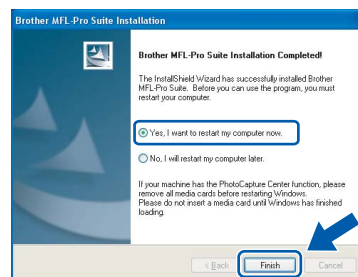 Brother MFL-Pro Suite Installation
Brother MFL-Pro Suite Installation Completed!
The InstallShield Wizard has successfully installed Brother
MFL-Pro Suite. Before you can use the program, you must
restart your computer.
Yes, I want to restart my computer now.
No, I will restart my computer later.
If your machine has the PhotoCapture Center function, please
remove all media cards before restarting Windows.
Please do not insert a media card until Windows has finished
loading.
< Back Finish Cancel